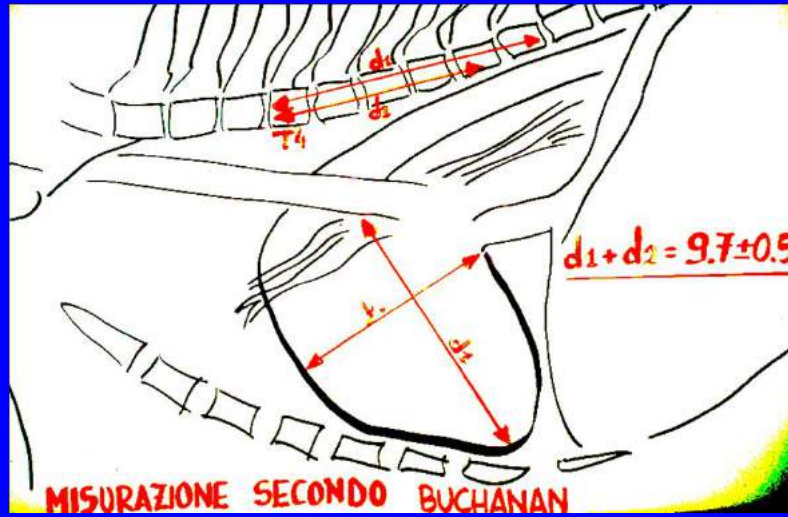 d1
d2
T4
d1+d2 = 9.7±0.5
d1
MISURAZIONE SECONDO BUCHANAN